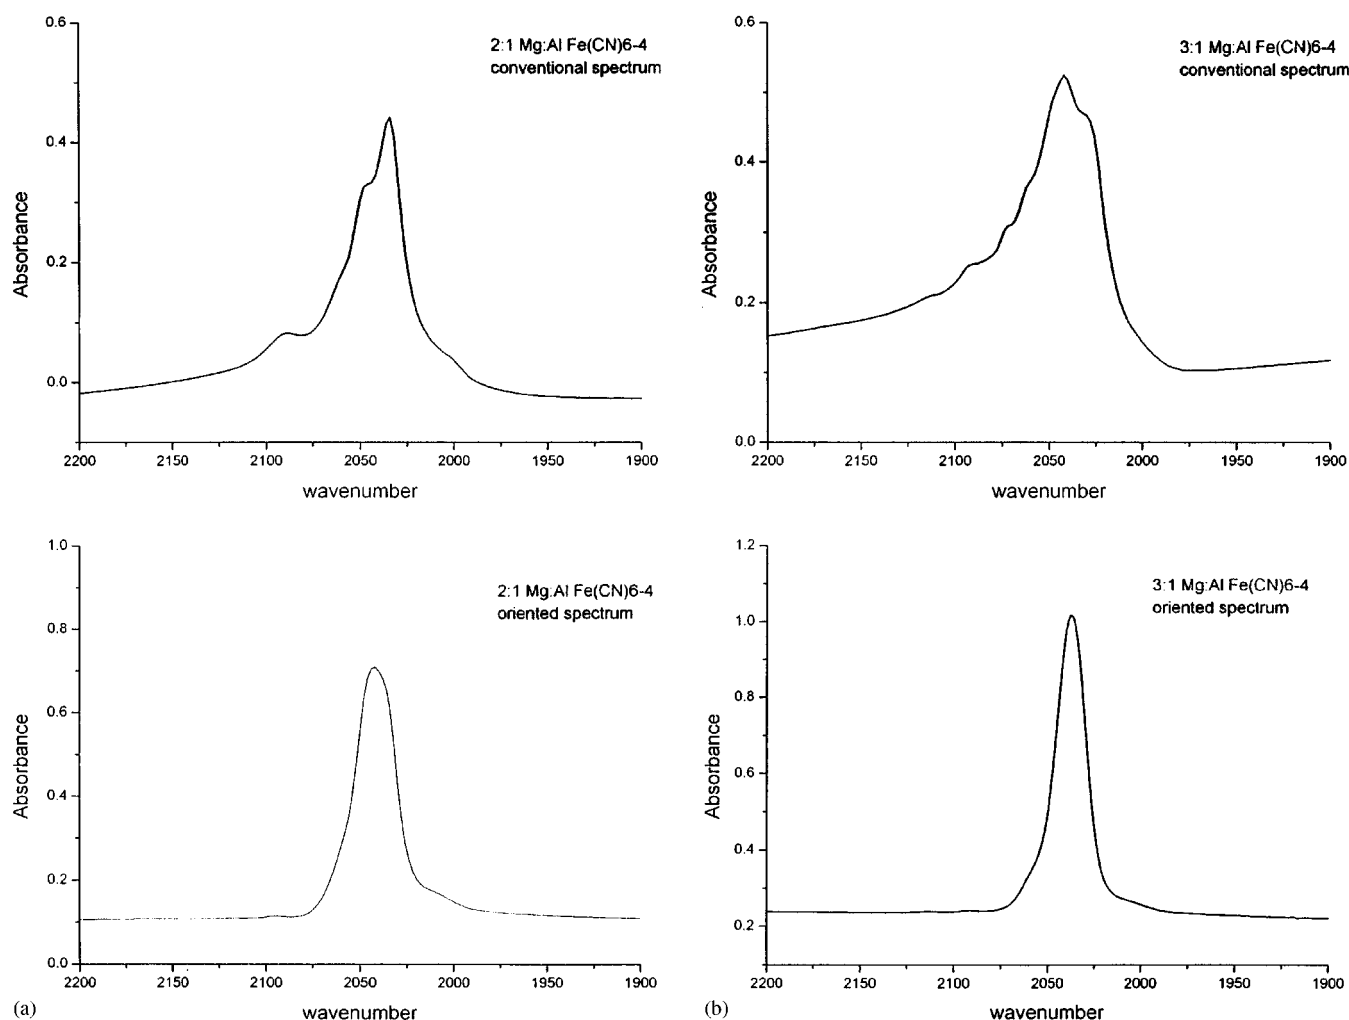 0.6
0.4
0.2
0.0
Absorbance
2:1 Mg:Al Fe(CN)6-4
conventional spectrum
2200 2150 2100 2050 2000 1950 1900
wavenumber
0.6
0.4
0.2
0.0
Absorbance
3:1 Mg:Al Fe(CN)6-4
conventional spectrum
2200 2150 2100 2050 2000 1950 1900
wavenumber
1.0
0.8
0.6
0.4
0.2
0.0
Absorbance
2:1 Mg:Al Fe(CN)6-4
oriented spectrum
2200 2150 2100 2050 2000 1950 1900
(a)
wavenumber
1.2
1.0
0.8
0.6
0.4
0.2
Absorbance
3:1 Mg:Al Fe(CN)6-4
oriented spectrum
2200 2150 2100 2050 2000 1950 1900
(b)
wavenumber